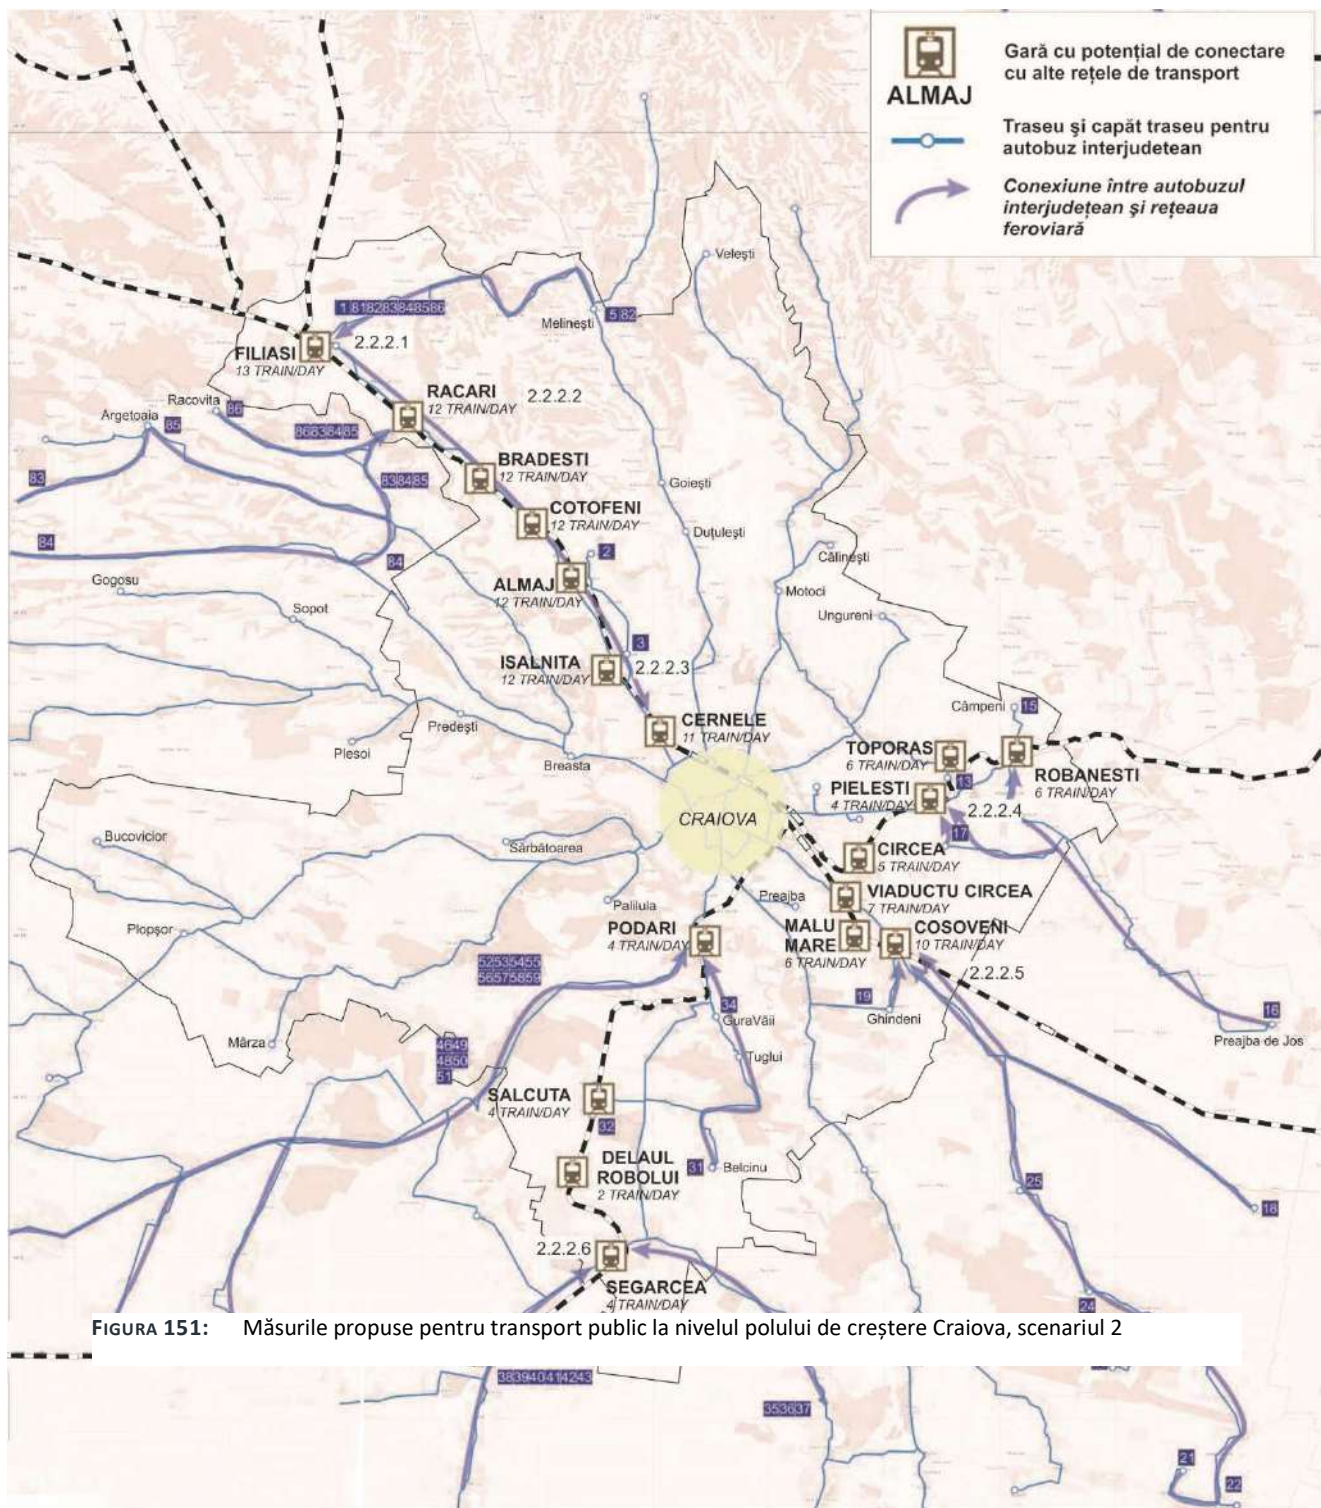 Gară cu potențial de conectare
cu alte rețele de transport
ALMAJ
Traseu și capăt traseu pentru
autobuz interjudetean
Conexiune între autobuzul
interjudețean și rețeaua
feroviară
Velești
1 818283848586
5 82
Melinești
2.2.2.1
FILIASI
13 TRAIN/DAY
RACARI
12 TRAIN/DAY
2.2.2.2
Racovita
86
Argetoaia
85
86838485
BRADESTI
12 TRAIN/DAY
83
838485
Goiești
COTOFENI
12 TRAIN/DAY
Duțulești
84
2
84
Călinești
ALMAJ
12 TRAIN/DAY
Gogosu
Motoci
Sopot
Ungureni
3
ISALNITA
12 TRAIN/DAY
2.2.2.3
Câmpeni
15
Predești
CERNELE
11 TRAIN/DAY
Plesoi
Breasta
TOPORAS
6 TRAIN/DAY
ROBANESTI
6 TRAIN/DAY
13
PIELESTI
4 TRAIN/DAY
2.2.2.4
CRAIOVA
Bucovicior
Sărbătoarea
17
CIRCEA
5 TRAIN/DAY
VIADUCTU CIRCEA
7 TRAIN/DAY
Preajba
Palilula
Plopșor
PODARI
4 TRAIN/DAY
MALU
MARE
6 TRAIN/DAY
COSOVENI
10 TRAIN/DAY
52535455
56575859
2.2.2.5
19
Ghindeni
34
GuraVăii
16
Preajba de Jos
Mârza
4649
4850
51
Tuglui
SALCUTA
4 TRAIN/DAY
32
DELAUL
ROBOLUI
2 TRAIN/DAY
31
Belcinu
25
18
2.2.2.6
SEGARCEA
4 TRAIN/DAY
24
FIGURA 151: Măsurile propuse pentru transport public la nivelul polului de creștere Craiova, scenariul 2
383940414243
353637
21
22